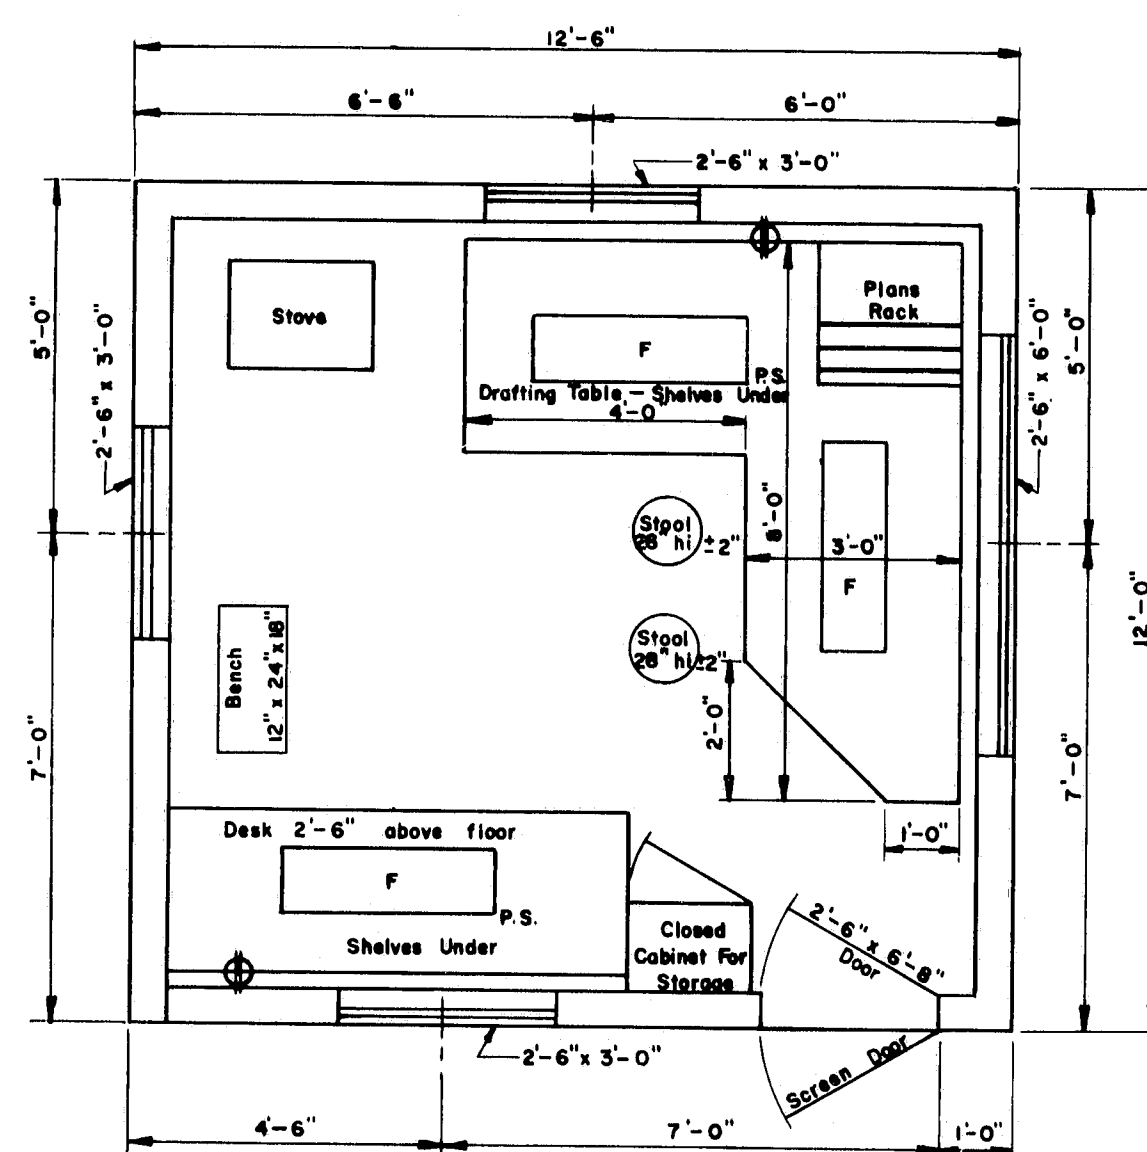 12'-6"
6'-6"
6'-0"
2'-6" x 3'-0"
5'-0"
2'-6" x 3'-0"
Stove
F
P.S.
Drafting Table - Shelves Under
4'-0"
Plans
Rack
2'-6" x 6'-0"
5'-0"
12'-0"
8'-0"
Stool
28" hi ±2"
3'-0"
F
Stool
28" hi ±2"
Bench
12" x 24" x 18"
2'-0"
7'-0"
7'-0"
1'-0"
Desk 2'-6" above floor
F
P.S.
Shelves Under
Closed
Cabinet For
Storage
2'-6" x 6'-8"
Door
Screen Door
2'-6" x 3'-0"
4'-6"
7'-0"
1'-0"